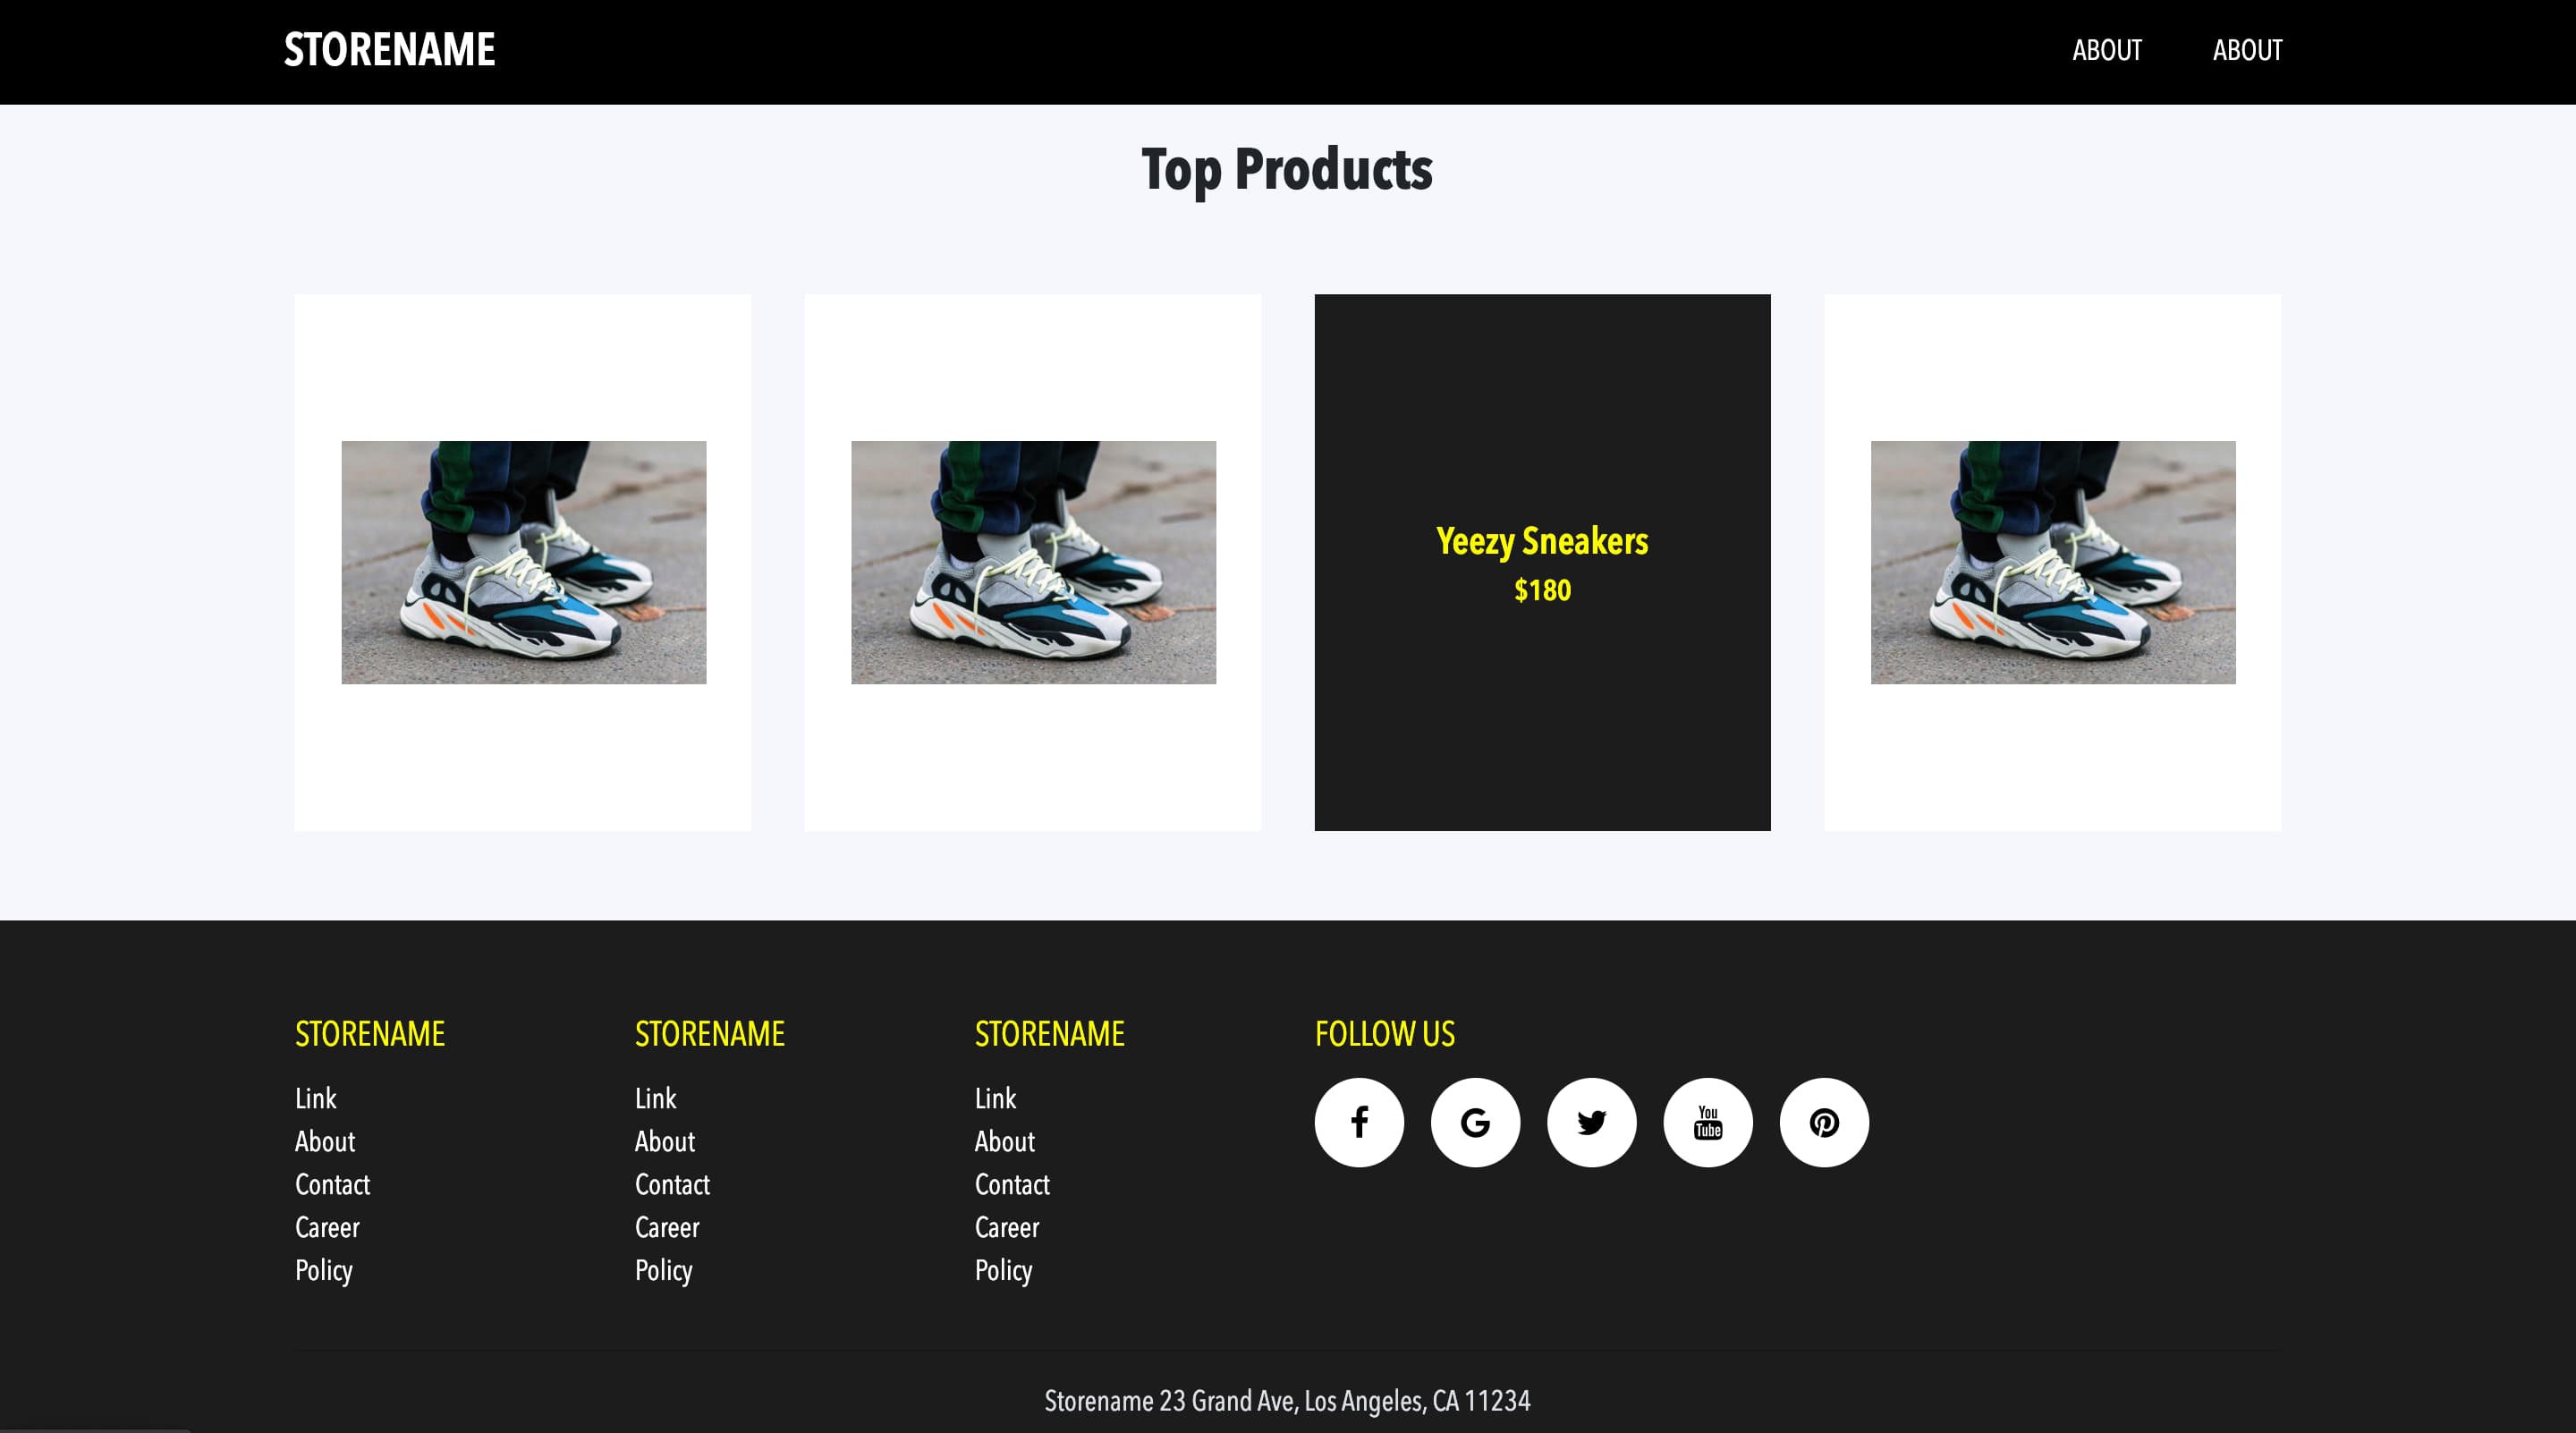 STORENAME
ABOUT ABOUT
Top Products
Yeezy Sneakers
$180
STORENAME
Link
About
Contact
Career
Policy
STORENAME
Link
About
Contact
Career
Policy
STORENAME
Link
About
Contact
Career
Policy
FOLLOW US
f G You Tube
Storename 23 Grand Ave, Los Angeles, CA 11234